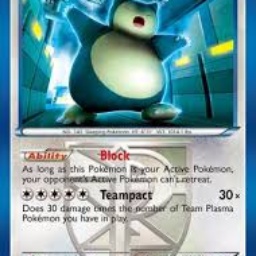 Ability Block
As long as this Pokémon is your Active Pokémon,
your opponent's Active Pokémon can't retreat.
Teampact 30×
Does 30 damage times the number of Team Plasma
Pokémon you have in play.